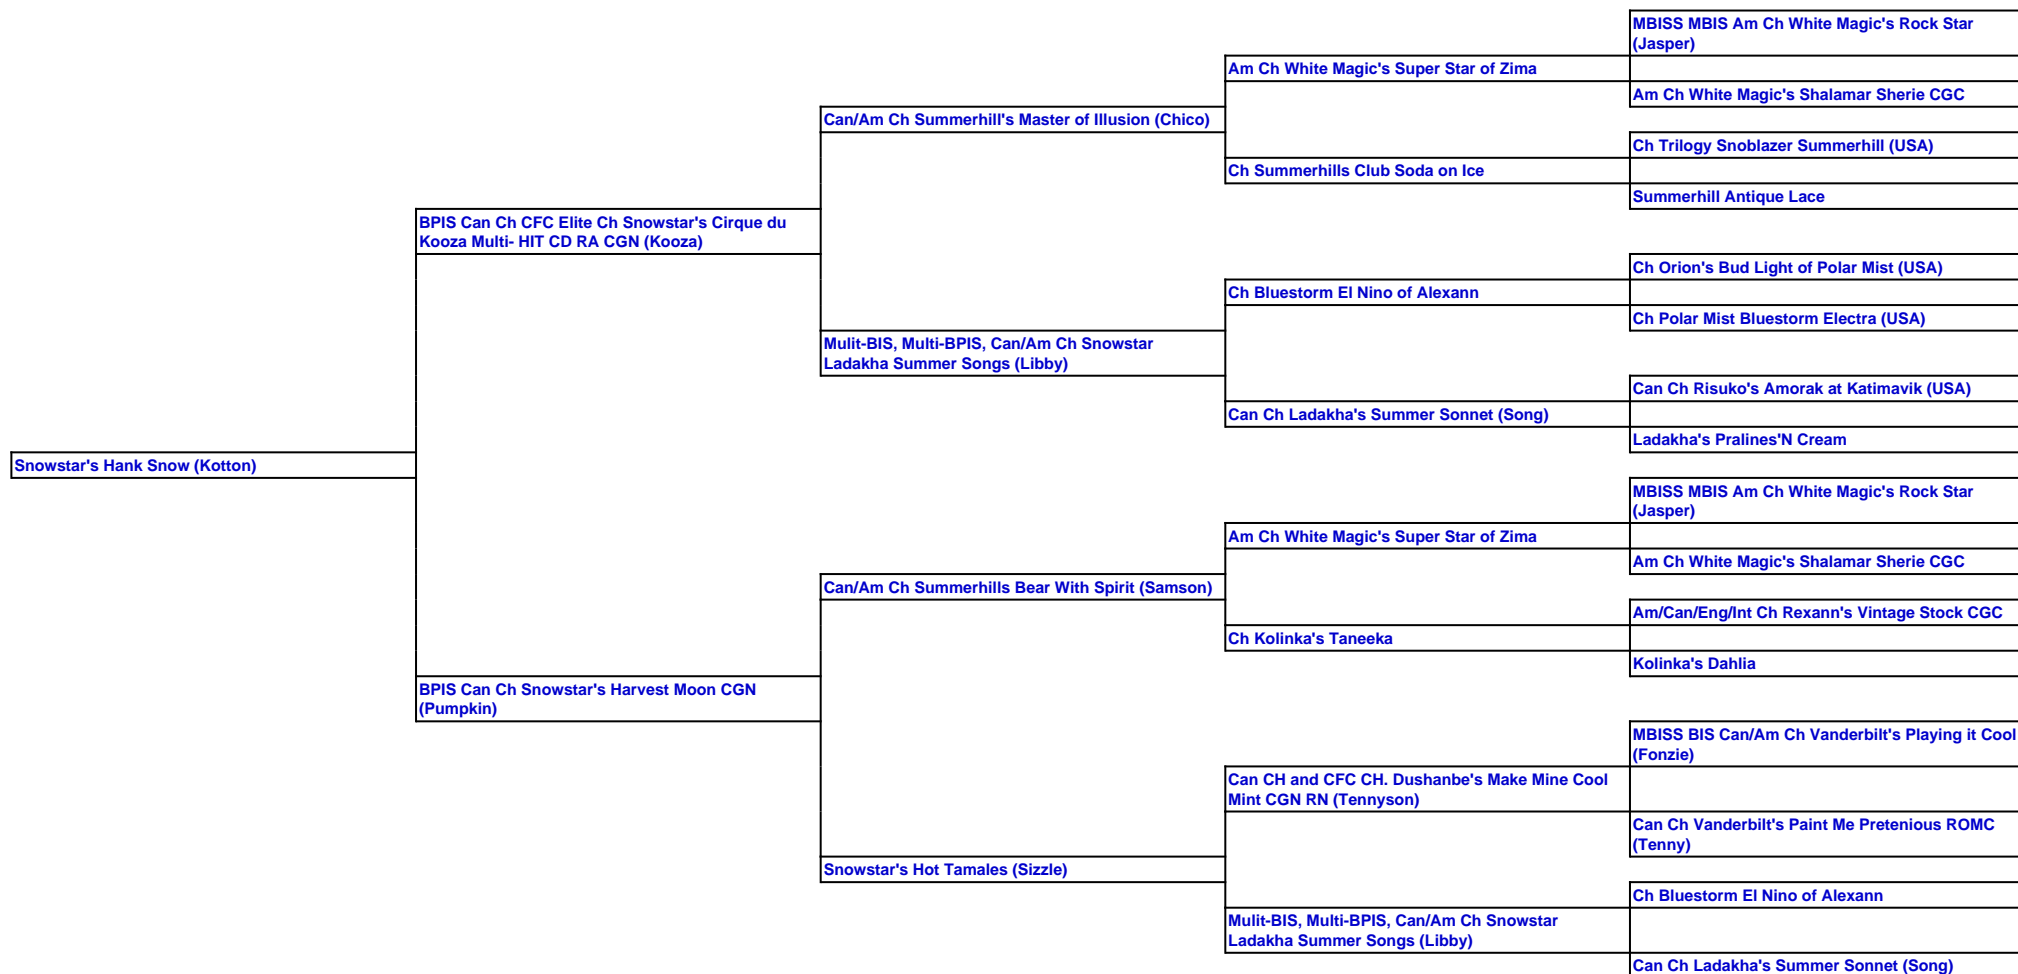 MBISS MBIS Am Ch White Magic's Rock Star
(Jasper)
Am Ch White Magic's Super Star of Zima
Am Ch White Magic's Shalamar Sherie CGC
Can/Am Ch Summerhill's Master of Illusion (Chico)
Ch Trilogy Snoblazer Summerhill (USA)
Ch Summerhills Club Soda on Ice
Summerhill Antique Lace
BPIS Can Ch CFC Elite Ch Snowstar's Cirque du
Kooza Multi- HIT CD RA CGN (Kooza)
Ch Orion's Bud Light of Polar Mist (USA)
Ch Bluestorm El Nino of Alexann
Ch Polar Mist Bluestorm Electra (USA)
Mulit-BIS, Multi-BPIS, Can/Am Ch Snowstar
Ladakha Summer Songs (Libby)
Can Ch Risuko's Amorak at Katimavik (USA)
Can Ch Ladakha's Summer Sonnet (Song)
Ladakha's Pralines'N Cream
Snowstar's Hank Snow (Kotton)
MBISS MBIS Am Ch White Magic's Rock Star
(Jasper)
Am Ch White Magic's Super Star of Zima
Am Ch White Magic's Shalamar Sherie CGC
Can/Am Ch Summerhills Bear With Spirit (Samson)
Am/Can/Eng/Int Ch Rexann's Vintage Stock CGC
Ch Kolinka's Taneeka
Kolinka's Dahlia
BPIS Can Ch Snowstar's Harvest Moon CGN
(Pumpkin)
MBISS BIS Can/Am Ch Vanderbilt's Playing it Cool
(Fonzie)
Can CH and CFC CH. Dushanbe's Make Mine Cool
Mint CGN RN (Tennyson)
Can Ch Vanderbilt's Paint Me Pretenious ROMC
(Tenny)
Snowstar's Hot Tamales (Sizzle)
Ch Bluestorm El Nino of Alexann
Mulit-BIS, Multi-BPIS, Can/Am Ch Snowstar
Ladakha Summer Songs (Libby)
Can Ch Ladakha's Summer Sonnet (Song)